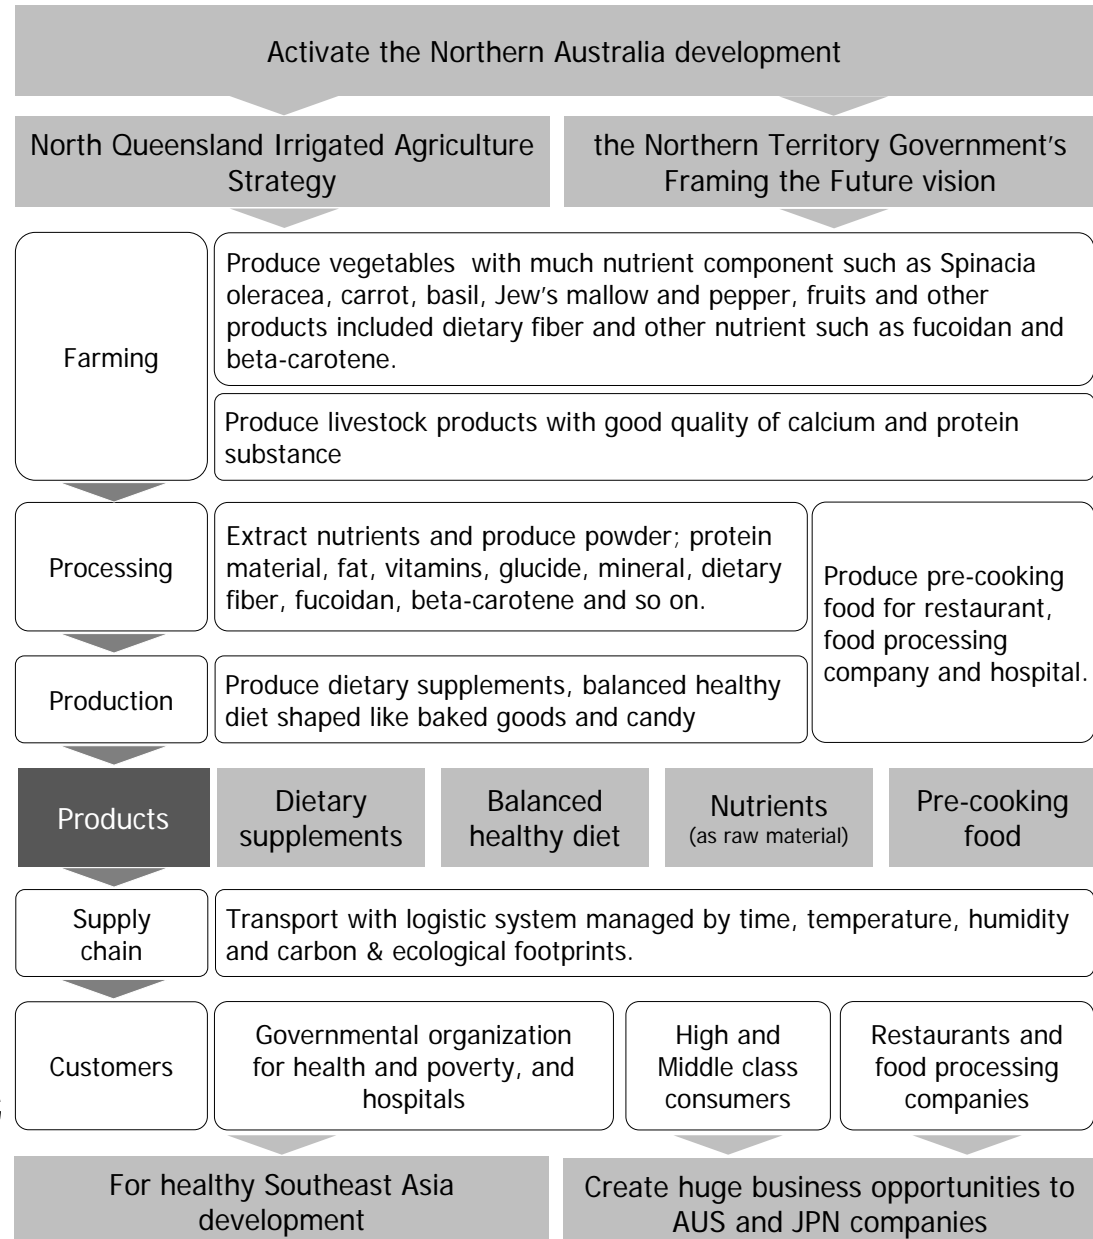 Activate the Northern Australia development
North Queensland Irrigated Agriculture
Strategy
the Northern Territory Government's
Framing the Future vision
Farming
Produce vegetables with much nutrient component such as Spinacia
oleracea, carrot, basil, Jew's mallow and pepper, fruits and other
products included dietary fiber and other nutrient such as fucoidan and
beta-carotene.
Produce livestock products with good quality of calcium and protein
substance
Processing
Extract nutrients and produce powder; protein
material, fat, vitamins, glucide, mineral, dietary
fiber, fucoidan, beta-carotene and so on.
Produce pre-cooking
food for restaurant,
food processing
company and hospital.
Production
Produce dietary supplements, balanced healthy
diet shaped like baked goods and candy
Products
Dietary
supplements
Balanced
healthy diet
Nutrients
(as raw material)
Pre-cooking
food
Supply
chain
Transport with logistic system managed by time, temperature, humidity
and carbon & ecological footprints.
Customers
Governmental organization
for health and poverty, and
hospitals
High and
Middle class
consumers
Restaurants and
food processing
companies
For healthy Southeast Asia
development
Create huge business opportunities to
AUS and JPN companies